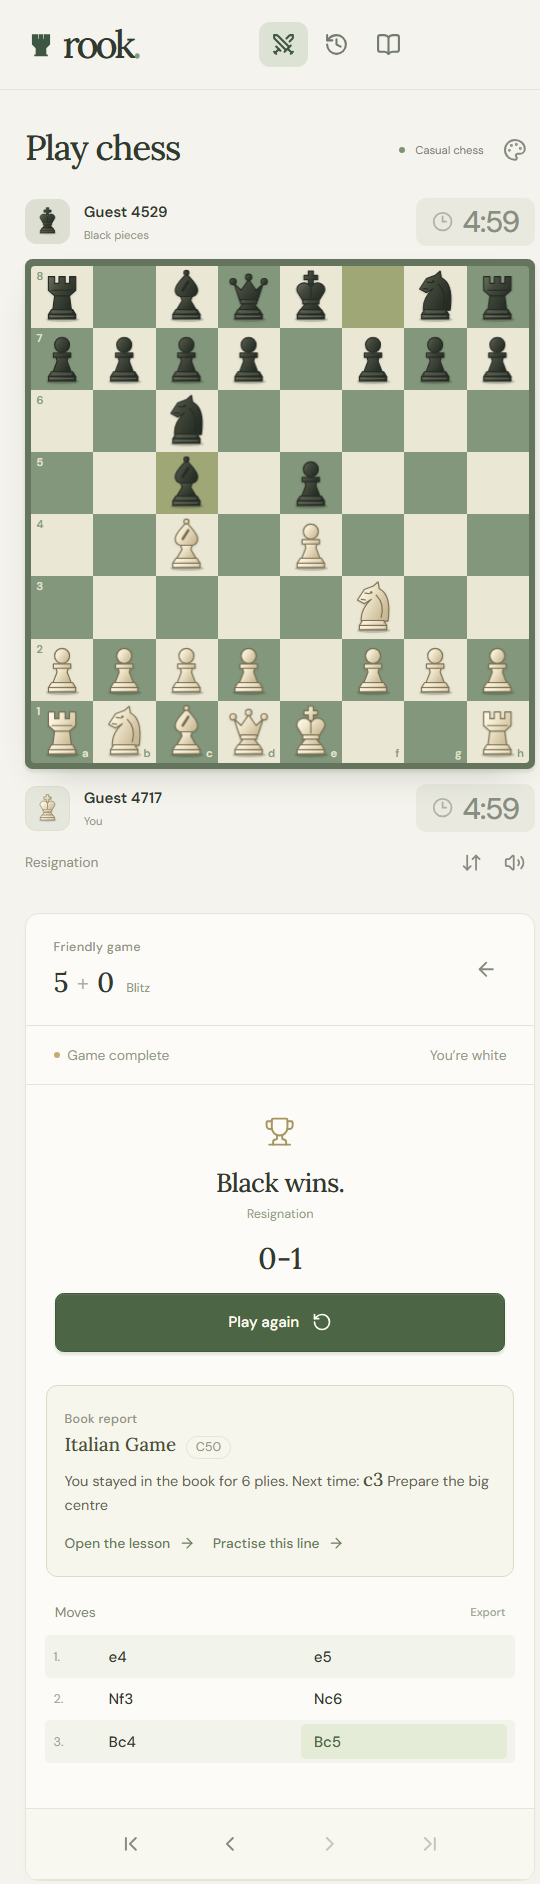 rook.
Play chess
Casual chess
Guest 4529
Black pieces
4:59
8
7
6
5
4
3
2
1
a b c d e f g h
Guest 4717
You
4:59
Resignation
Friendly game
5 + 0 Blitz
Game complete
You're white
Black wins.
Resignation
0-1
Play again
Book report
Italian Game C50
You stayed in the book for 6 plies. Next time: c3 Prepare the big
centre
Open the lesson
Practise this line
Moves
Export
1. e4 e5
2. Nf3 Nc6
3. Bc4 Bc5